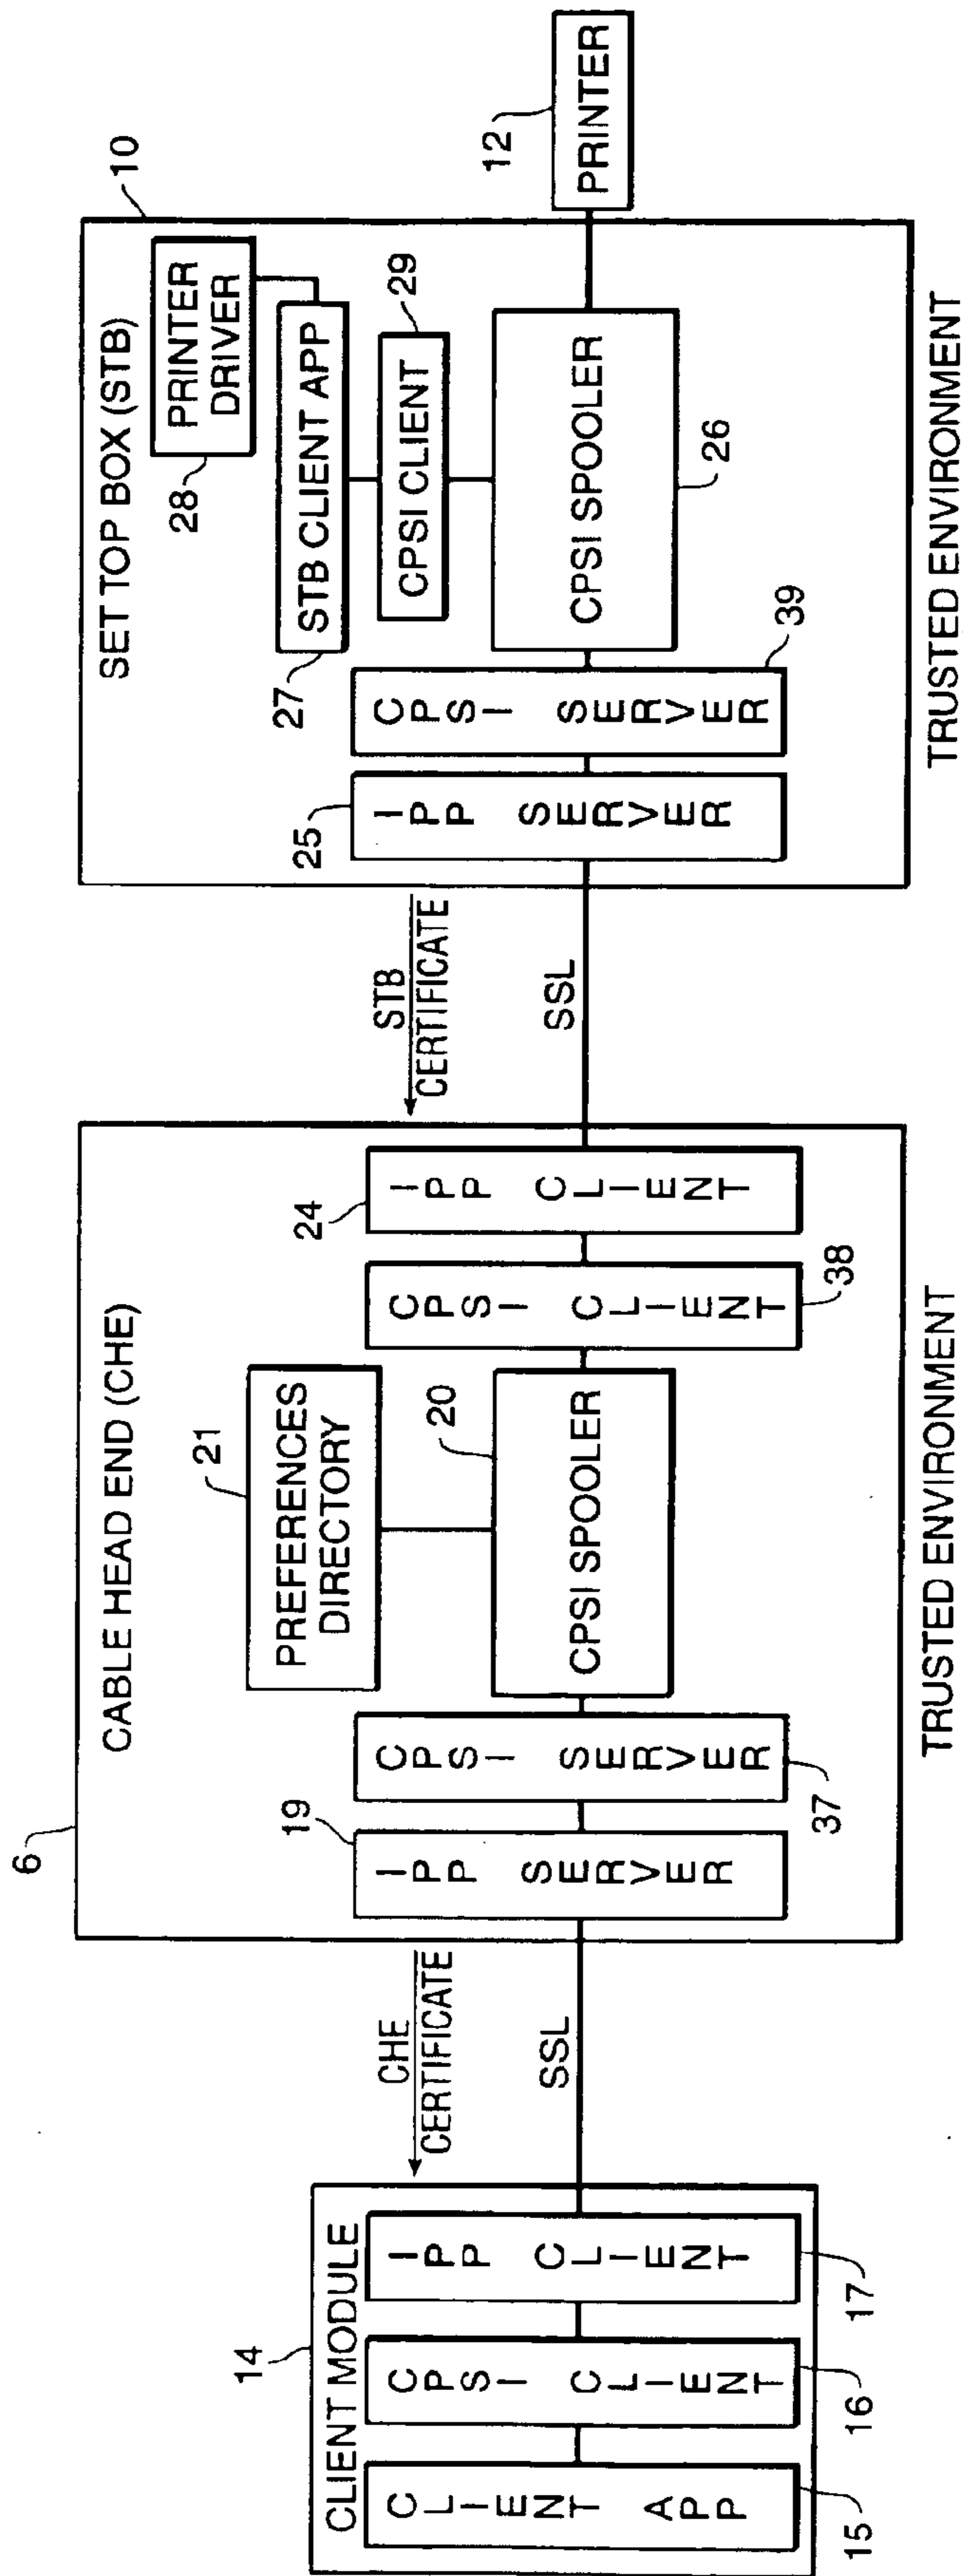 14
CLIENT MODULE
CLIENT APP
15
CPSI CLIENT
16
IPP CLIENT
17
CHE
CERTIFICATE
SSL
6
CABLE HEAD END (CHE)
19
IPP SERVER
CPSI SERVER
37
21
PREFERENCES
DIRECTORY
20
CPSI SPOOLER
CPSI CLIENT
38
24
IPP CLIENT
TRUSTED ENVIRONMENT
STB
CERTIFICATE
SSL
10
SET TOP BOX (STB)
25
IPP SERVER
CPSI SERVER
39
28
PRINTER
DRIVER
27
STB CLIENT APP
29
CPSI CLIENT
CPSI SPOOLER
26
TRUSTED ENVIRONMENT
12
PRINTER